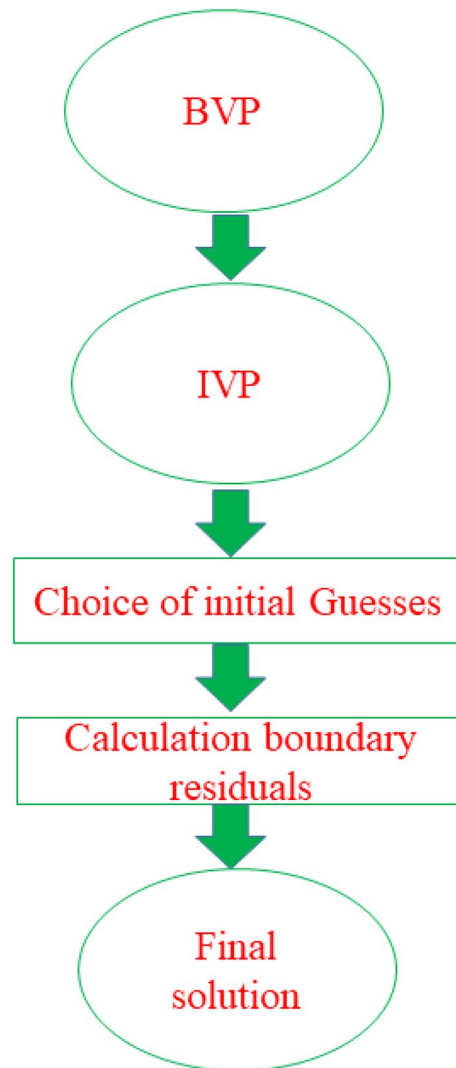 BVP
IVP
Choice of initial Guesses
Calculation boundary
residuals
Final
solution